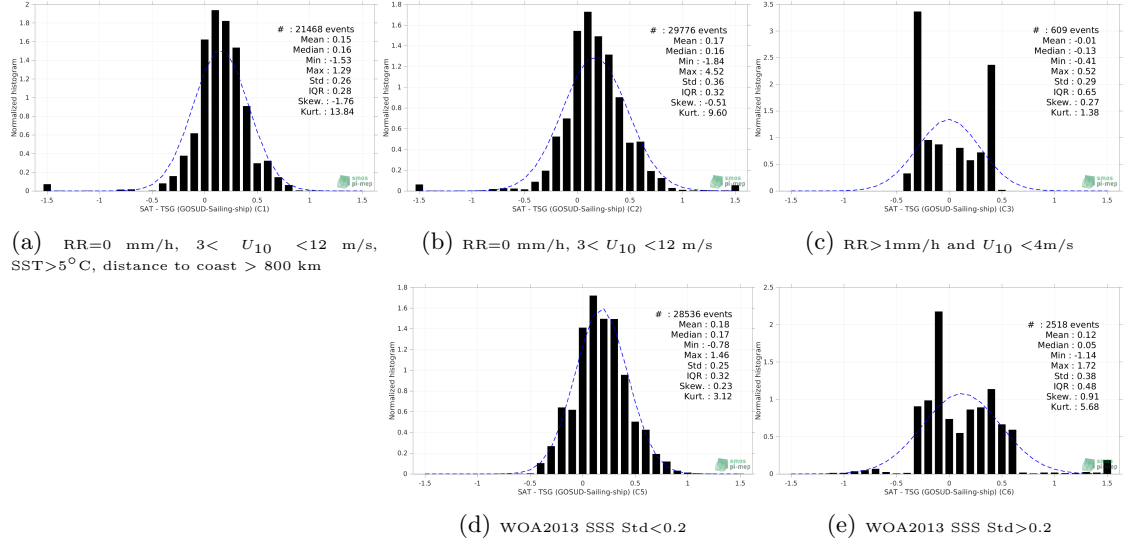 2
1.8
1.6
1.4
1.2
1
0.8
0.6
0.4
0.2
0
Normalized histogram
# : 21468 events
Mean : 0.15
Median : 0.16
Min : -1.53
Max : 1.29
Std : 0.26
IQR : 0.28
Skew. : -1.76
Kurt. : 13.84
smos
pi-mep
-1.5 -1 -0.5 0 0.5 1 1.5
SAT - TSG (GOSUD-Sailing-ship) (C1)
(a) RR=0 mm/h, 3< U10 <12 m/s,
SST>5°C, distance to coast > 800 km
1.8
1.6
1.4
1.2
1
0.8
0.6
0.4
0.2
0
Normalized histogram
# : 29776 events
Mean : 0.17
Median : 0.16
Min : -1.84
Max : 4.52
Std : 0.36
IQR : 0.32
Skew. : -0.51
Kurt. : 9.60
smos
pi-mep
-1.5 -1 -0.5 0 0.5 1 1.5
SAT - TSG (GOSUD-Sailing-ship) (C2)
(b) RR=0 mm/h, 3< U10 <12 m/s
3.5
3
2.5
2
1.5
1
0.5
0
Normalized histogram
# : 609 events
Mean : -0.01
Median : -0.13
Min : -0.41
Max : 0.52
Std : 0.29
IQR : 0.65
Skew. : 0.27
Kurt. : 1.38
smos
pi-mep
-1.5 -1 -0.5 0 0.5 1 1.5
SAT - TSG (GOSUD-Sailing-ship) (C3)
(c) RR>1mm/h and U10 <4m/s
1.8
1.6
1.4
1.2
1
0.8
0.6
0.4
0.2
0
Normalized histogram
# : 28536 events
Mean : 0.18
Median : 0.17
Min : -0.78
Max : 1.46
Std : 0.25
IQR : 0.32
Skew. : 0.23
Kurt. : 3.12
smos
pi-mep
-1.5 -1 -0.5 0 0.5 1 1.5
SAT - TSG (GOSUD-Sailing-ship) (C5)
(d) WOA2013 SSS Std<0.2
2.5
2
1.5
1
0.5
0
Normalized histogram
# : 2518 events
Mean : 0.12
Median : 0.05
Min : -1.14
Max : 1.72
Std : 0.38
IQR : 0.48
Skew. : 0.91
Kurt. : 5.68
smos
pi-mep
-1.5 -1 -0.5 0 0.5 1 1.5
SAT - TSG (GOSUD-Sailing-ship) (C6)
(e) WOA2013 SSS Std>0.2